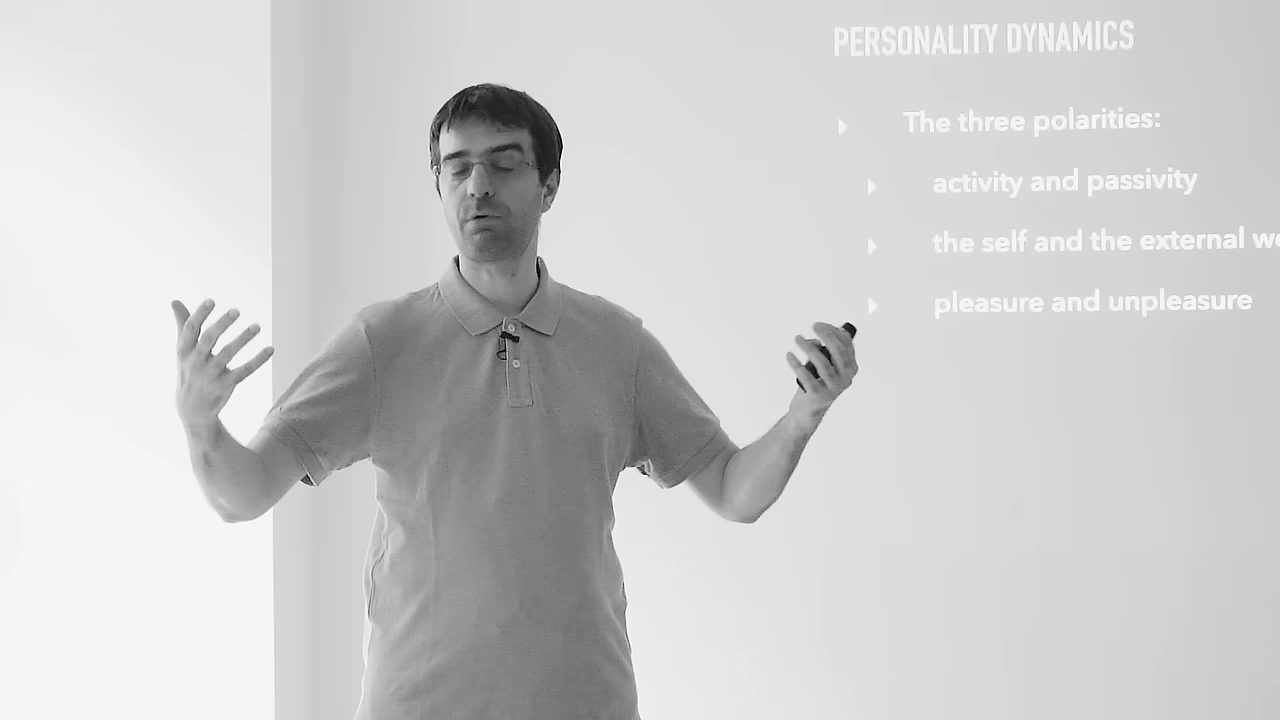 PERSONALITY DYNAMICS
The three polarities:
activity and passivity
the self and the external
pleasure and unpleasure